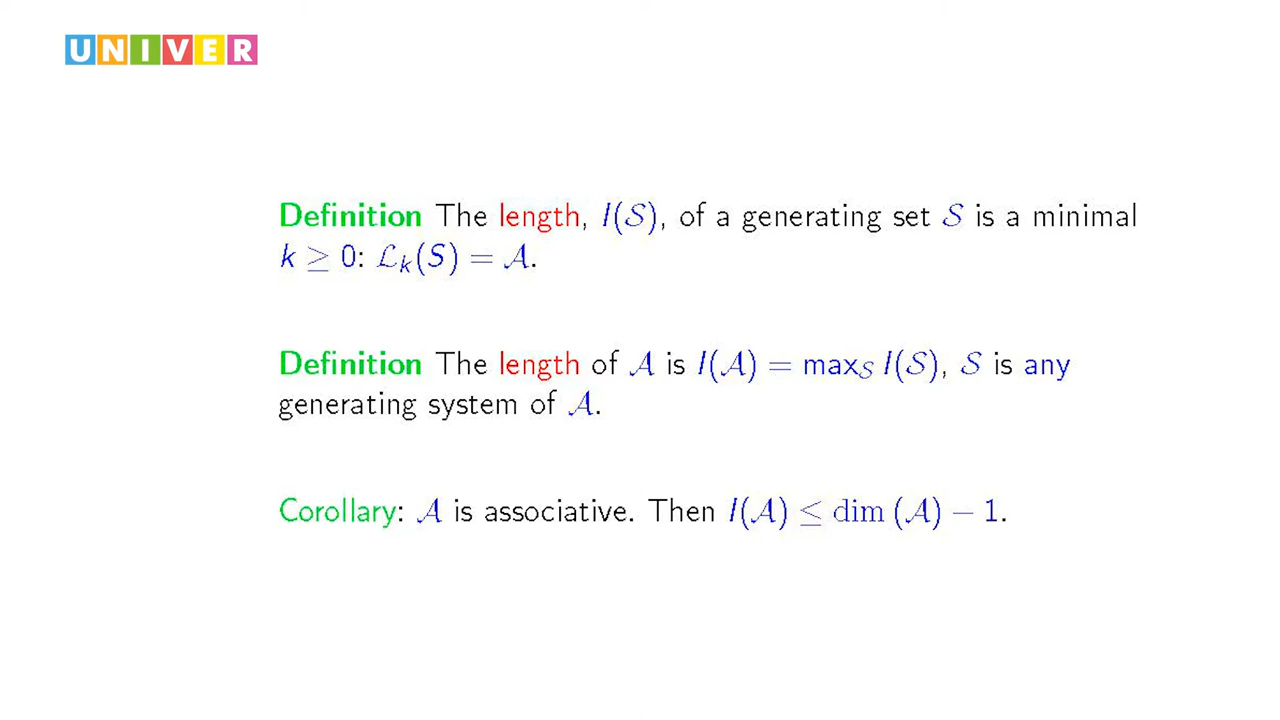 UNIVER
Definition The length, l(𝒮), of a generating set 𝒮 is a minimal
k ≥ 0: ℒₖ(S) = 𝒜.
Definition The length of 𝒜 is l(𝒜) = max_𝒮 l(𝒮), 𝒮 is any
generating system of 𝒜.
Corollary: 𝒜 is associative. Then l(𝒜) ≤ dim (𝒜) − 1.